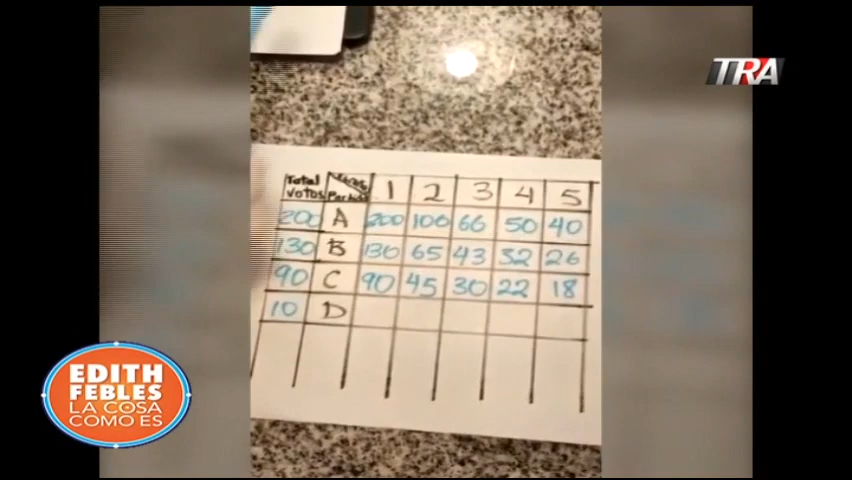 TRA
Total Votos Partidos 1 2 3 4 5
200 A 200 100 66 50 40
130 B 130 65 43 32 26
90 C 90 45 30 22 18
10 D
EDITH
FEBLES
LA COSA
COMO ES